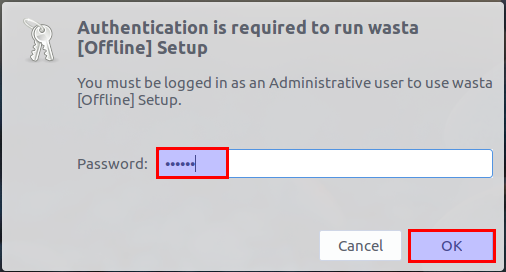 Authentication is required to run wasta
[Offline] Setup
You must be logged in as an Administrative user to use wasta
[Offline] Setup.
Password: ••••••
Cancel OK